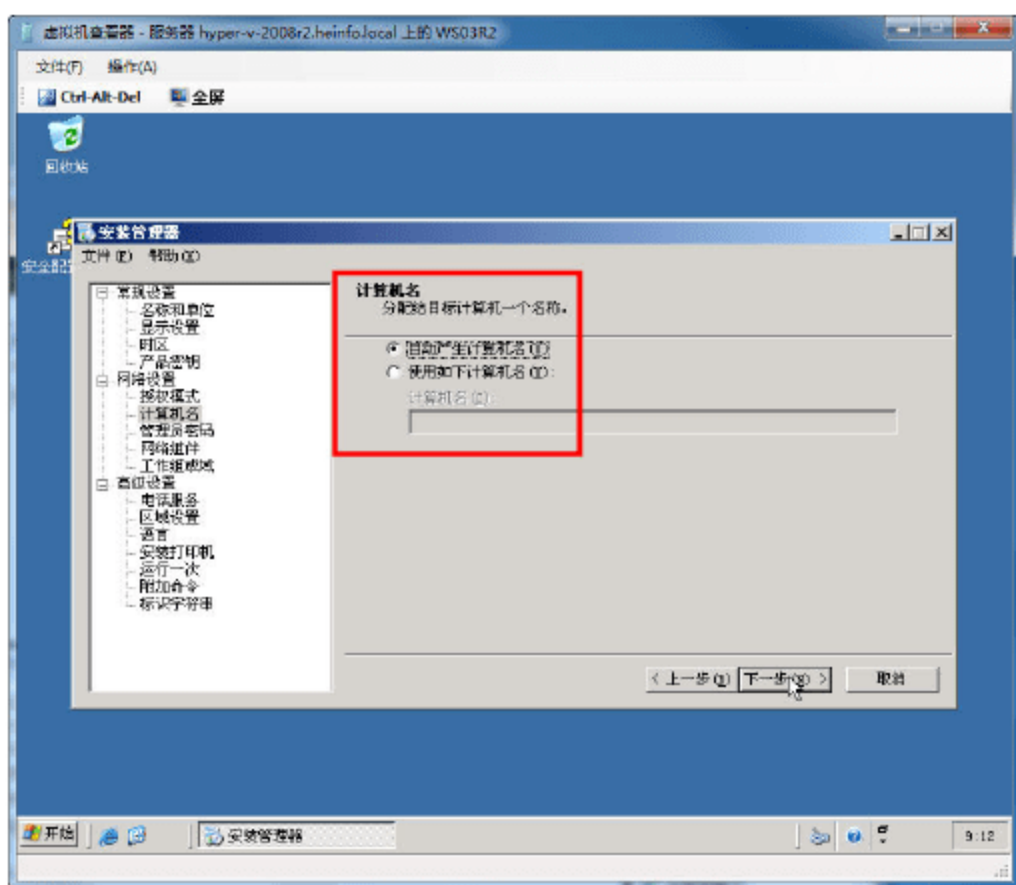 虚拟机查看器 - 服务器 hyper-v-2008r2.heinfo.local 上的 WS03R2
文件(F) 操作(A)
Ctrl-Alt-Del 全屏
回收站
安装管理器
文件(F) 帮助(X)
安全配
常规设置
名称和单位
显示设置
时区
产品密钥
网络设置
授权模式
计算机名
管理员密码
网络组件
工作组或域
高级设置
电话服务
区域设置
语言
安装打印机
运行一次
附加命令
标识字符串
计算机名
分配给目标计算机一个名称。
自动产生计算机名
使用如下计算机名(Y):
计算机名(C):
< 上一步 下一步 > 取消
开始 安装管理器 9:12